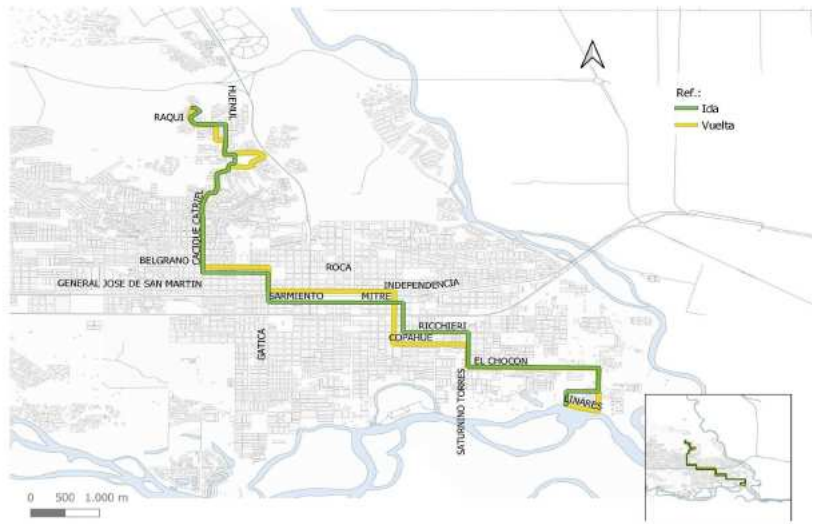 HUENUL
Ref.:
Ida
Vuelta
RAQUI
CACIQUE CATRIEL
BELGRANO
ROCA
GENERAL JOSE DE SAN MARTIN
INDEPENDENCIA
SARMIENTO
MITRE
RICCHIERI
GATICA
COPAHUE
EL CHOCON
SATURNINO TORRES
LINARES
0 500 1.000 m